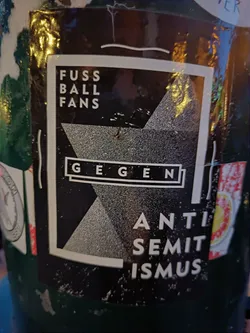 FUSS
BALL
FANS
GEGEN
ANTI
SEMIT
ISMUS